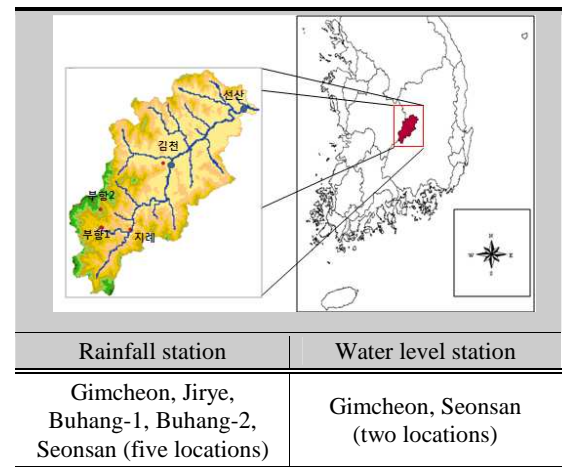 선산
김천
부항2
부항1
지례
N
W E
S
Rainfall station
Water level station
Gimcheon, Jirye,
Buhang-1, Buhang-2,
Seonsan (five locations)
Gimcheon, Seonsan
(two locations)